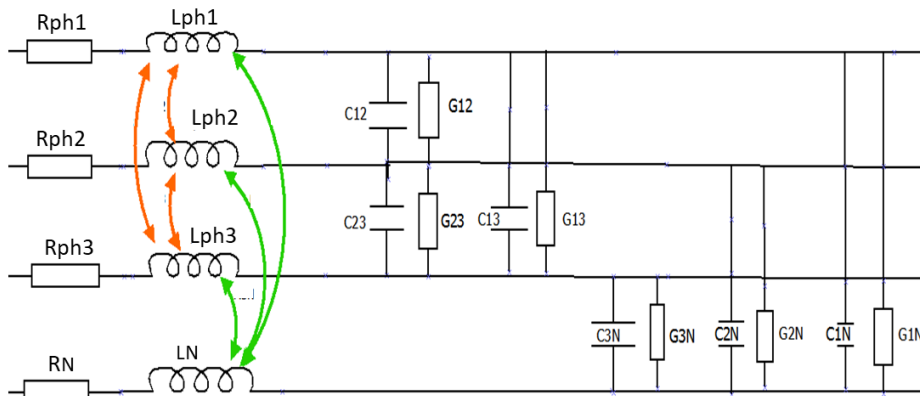 Rph1
Lph1
C12
G12
Rph2
Lph2
C23
G23
C13
G13
Rph3
Lph3
C3N
G3N
C2N
G2N
C1N
G1N
RN
LN